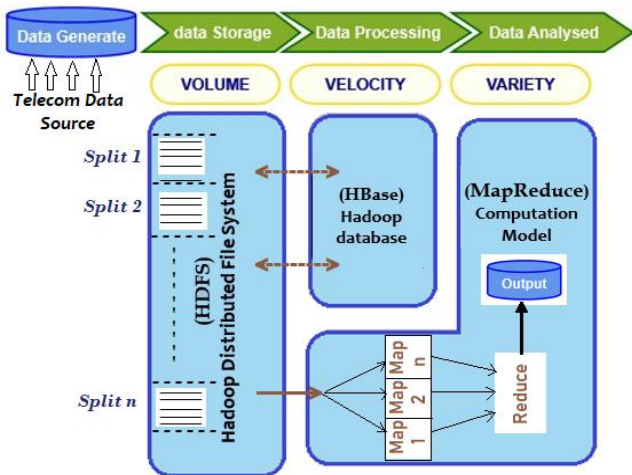 Data Generate
data Storage
Data Processing
Data Analysed
Telecom Data
Source
VOLUME
VELOCITY
VARIETY
Split 1
Split 2
Split n
(HDFS)
Hadoop Distributed File System
(HBase)
Hadoop
database
(MapReduce)
Computation
Model
Output
Map n
Map 2
Map 1
Reduce